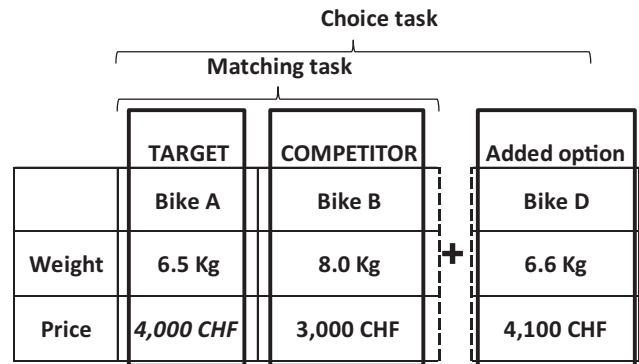 Choice task
Matching task
TARGET COMPETITOR Added option
Bike A Bike B Bike D
+
Weight 6.5 Kg 8.0 Kg 6.6 Kg
Price 4,000 CHF 3,000 CHF 4,100 CHF